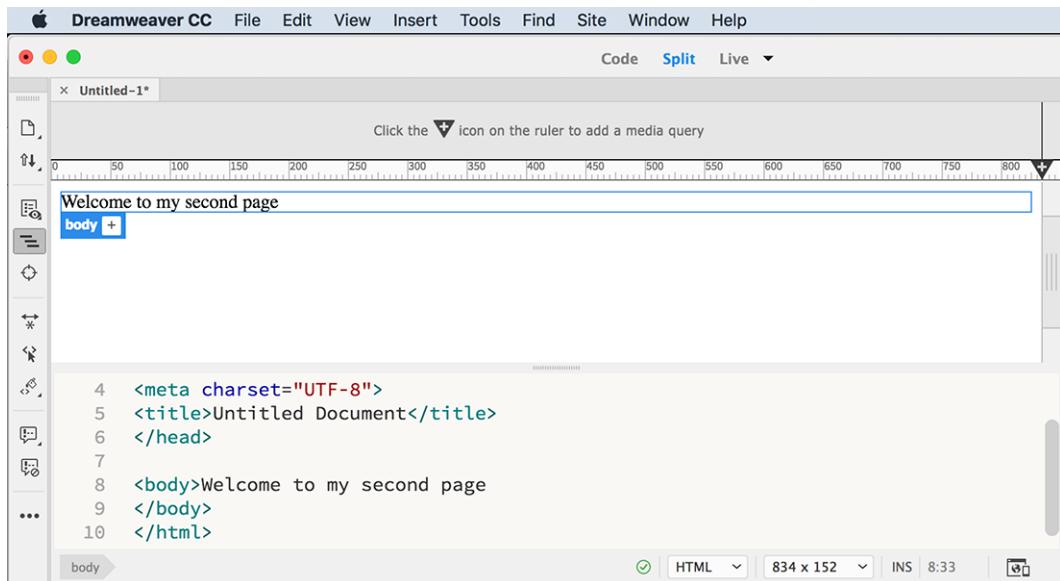 Dreamweaver CC File Edit View Insert Tools Find Site Window Help
Code Split Live
× Untitled-1*
Click the icon on the ruler to add a media query
0 50 100 150 200 250 300 350 400 450 500 550 600 650 700 750 800
Welcome to my second page
body +
4 <meta charset="UTF-8">
5 <title>Untitled Document</title>
6 </head>
7
8 <body>Welcome to my second page
9 </body>
10 </html>
body HTML 834 x 152 INS 8:33